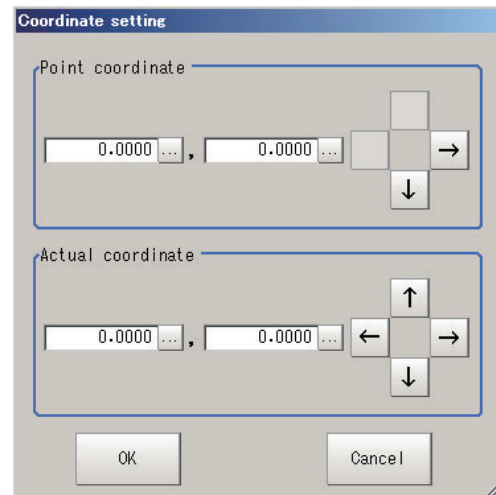 Coordinate setting
Point coordinate
0.0000 ... , 0.0000 ... →
↓
Actual coordinate
↑
0.0000 ... , 0.0000 ... ← →
↓
OK Cancel